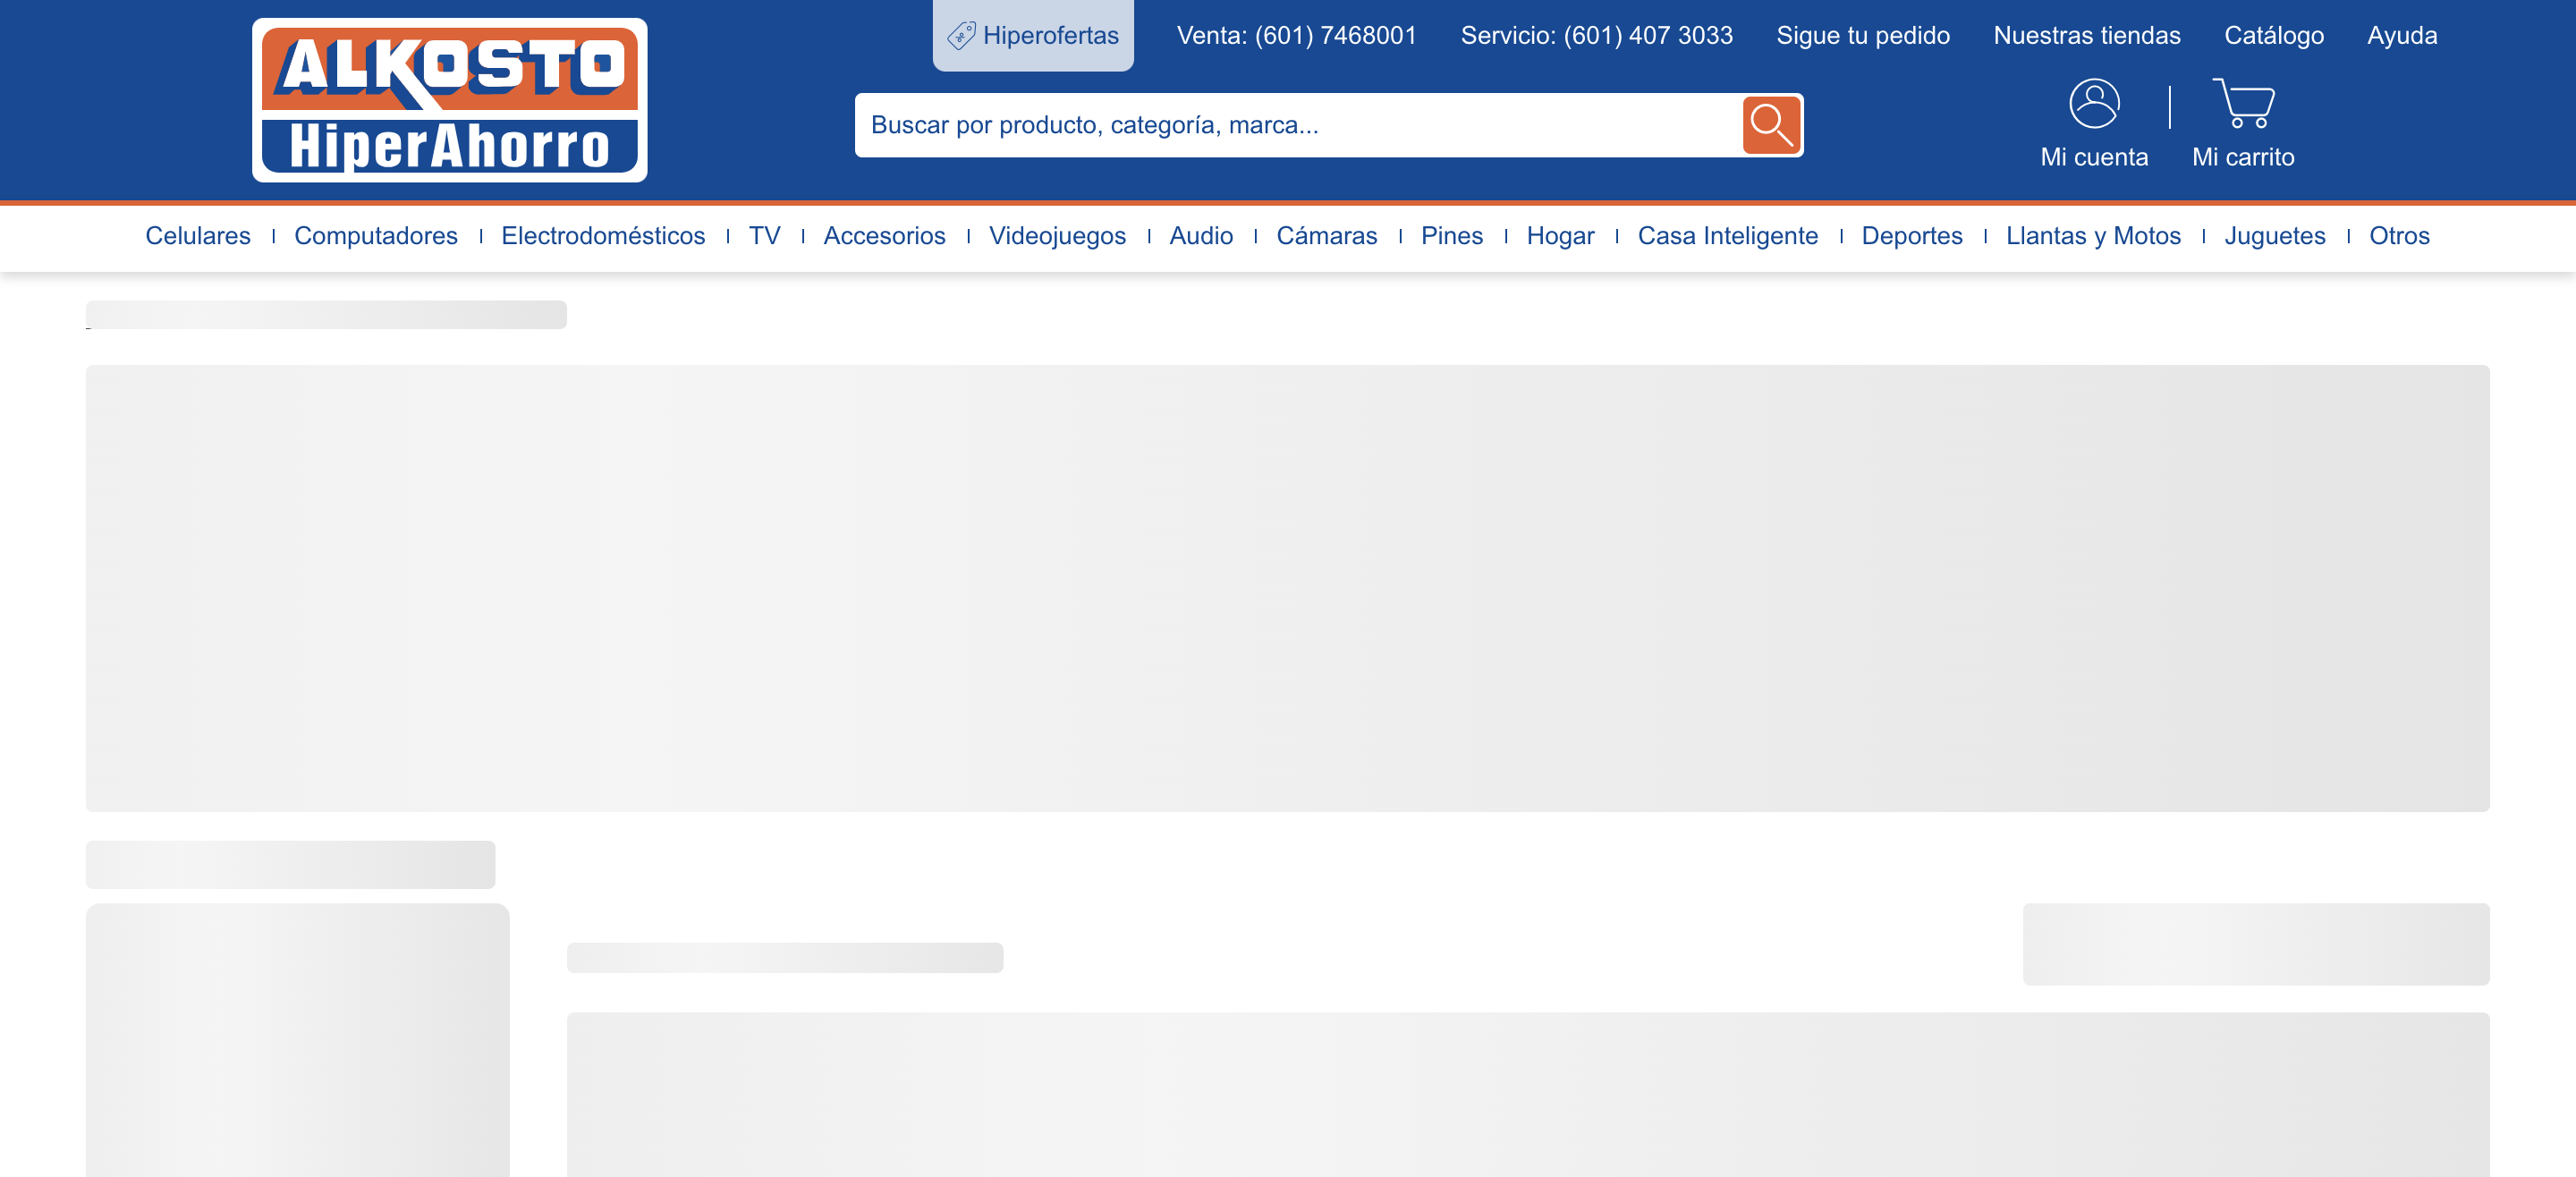 ALKOSTO
HiperAhorro
Hiperofertas
Venta: (601) 7468001
Servicio: (601) 407 3033
Sigue tu pedido
Nuestras tiendas
Catálogo
Ayuda
Buscar por producto, categoría, marca...
Mi cuenta
Mi carrito
Celulares
Computadores
Electrodomésticos
TV
Accesorios
Videojuegos
Audio
Cámaras
Pines
Hogar
Casa Inteligente
Deportes
Llantas y Motos
Juguetes
Otros